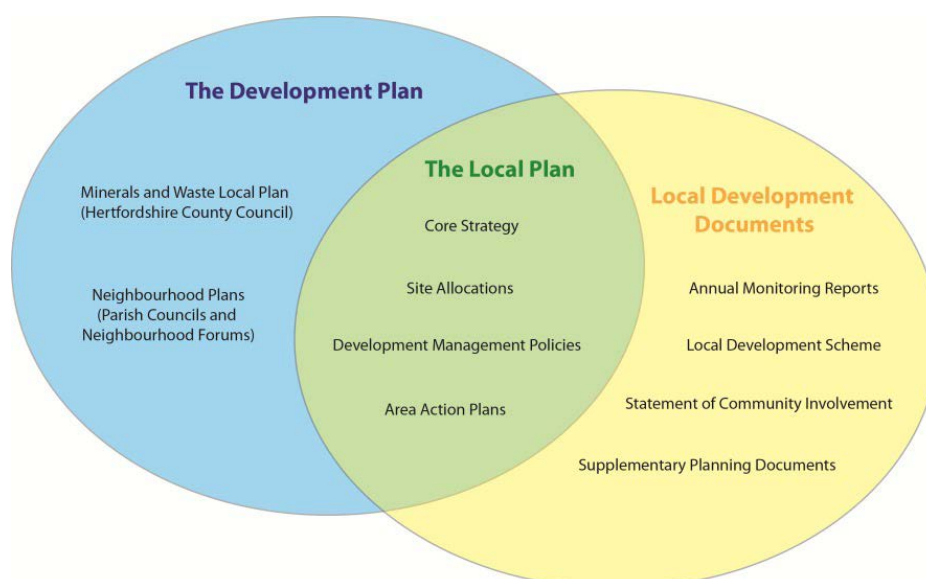 The Development Plan
Minerals and Waste Local Plan
(Hertfordshire County Council)
Neighbourhood Plans
(Parish Councils and
Neighbourhood Forums)
The Local Plan
Core Strategy
Site Allocations
Development Management Policies
Area Action Plans
Local Development
Documents
Annual Monitoring Reports
Local Development Scheme
Statement of Community Involvement
Supplementary Planning Documents